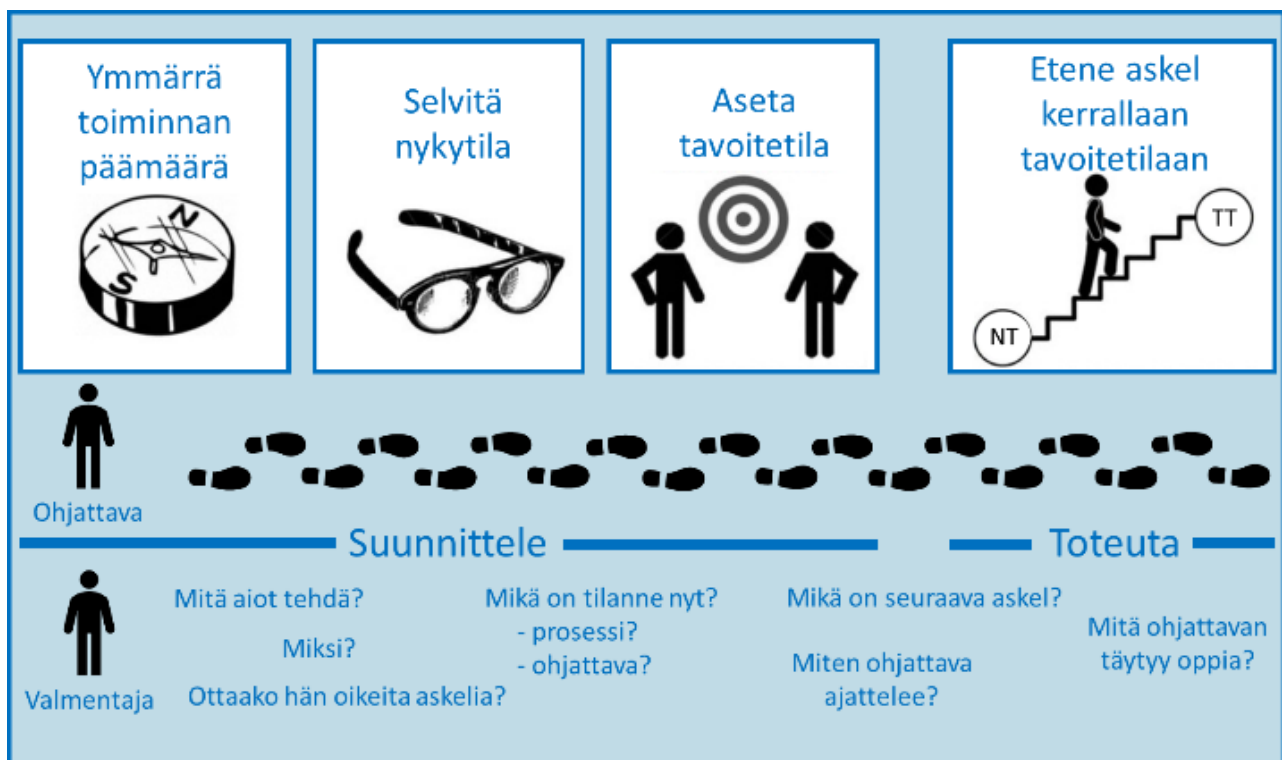 Ymmärrä
toiminnan
päämäärä
N
S
Selvitä
nykytila
Aseta
tavoitetila
Etene askel
kerrallaan
tavoitetilaan
TT
NT
Ohjattava
Suunnittele
Toteuta
Valmentaja
Mitä aiot tehdä?
Miksi?
Ottaako hän oikeita askelia?
Mikä on tilanne nyt?
- prosessi?
- ohjattava?
Mikä on seuraava askel?
Miten ohjattava
ajattelee?
Mitä ohjattavan
täytyy oppia?